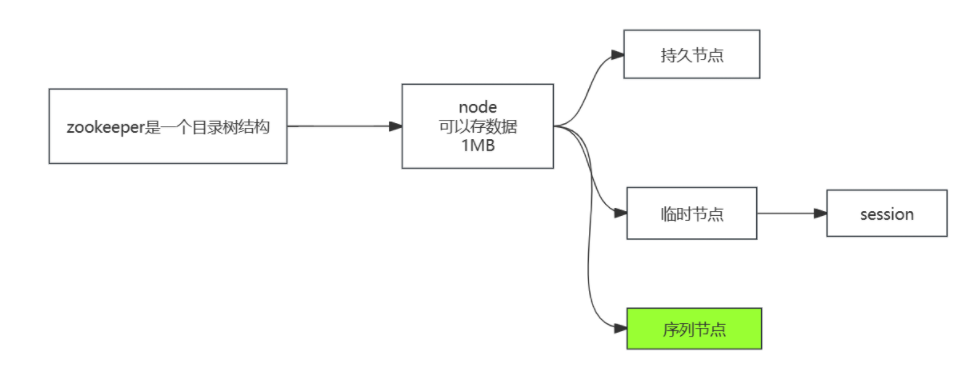 zookeeper是一个目录树结构
node
可以存数据
1MB
持久节点
临时节点
session
序列节点